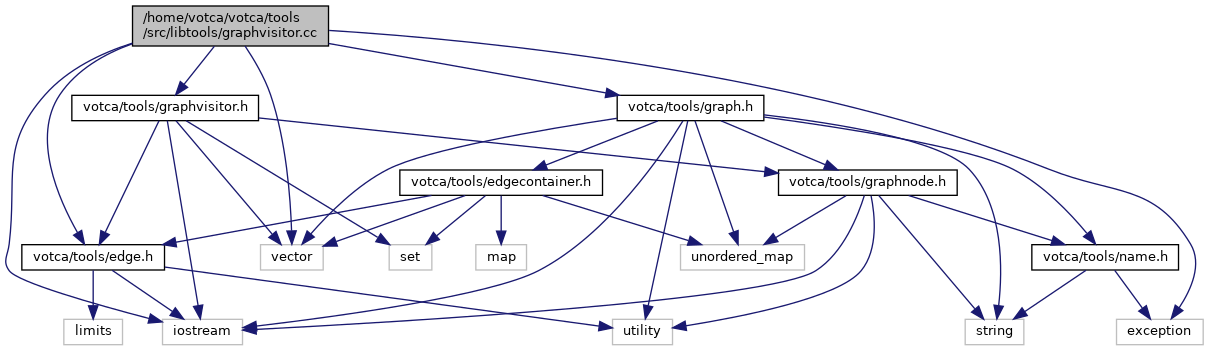 /home/votca/votca/tools
/src/libtools/graphvisitor.cc
votca/tools/graphvisitor.h
votca/tools/graph.h
votca/tools/edgecontainer.h
votca/tools/graphnode.h
votca/tools/edge.h
vector
set
map
unordered_map
votca/tools/name.h
limits
iostream
utility
string
exception